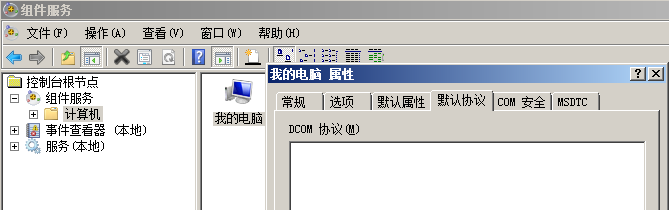 组件服务
文件(F) 操作(A) 查看(V) 窗口(W) 帮助(H)
控制台根节点
组件服务
计算机
事件查看器 (本地)
服务(本地)
我的电脑
我的电脑 属性
常规 选项 默认属性 默认协议 COM 安全 MSDTC
DCOM 协议(M)